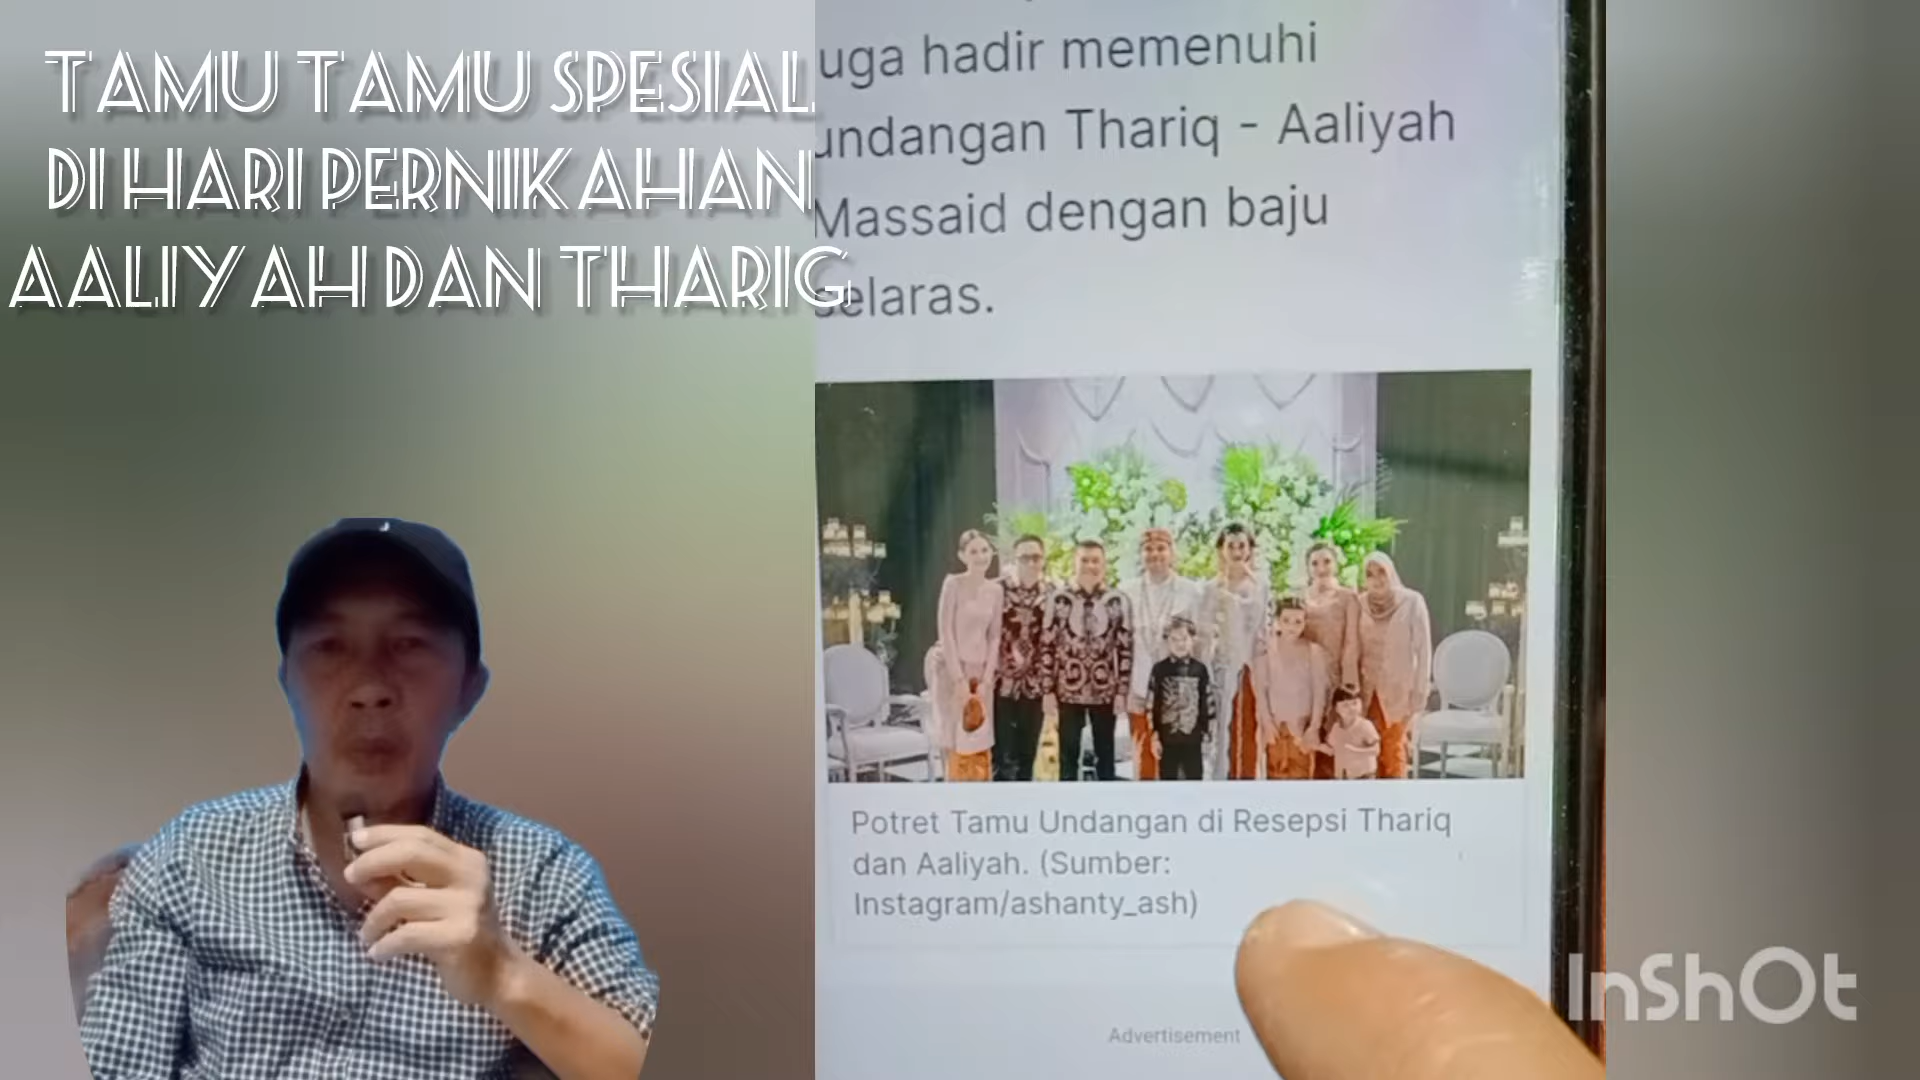 TAMU TAMU SPESIAL
DI HARI PERNIKAHAN
AALIYAH DAN THARIG
uga hadir memenuhi
undangan Thariq - Aaliyah
Massaid dengan baju
selaras.
Potret Tamu Undangan di Resepsi Thariq
dan Aaliyah. (Sumber:
Instagram/ashanty_ash)
Advertisement
InShOt